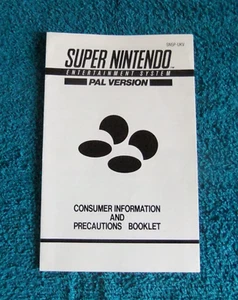 SUPER NINTENDO
ENTERTAINMENT SYSTEM
PAL VERSION
CONSUMER INFORMATION
AND
PRECAUTIONS BOOKLET